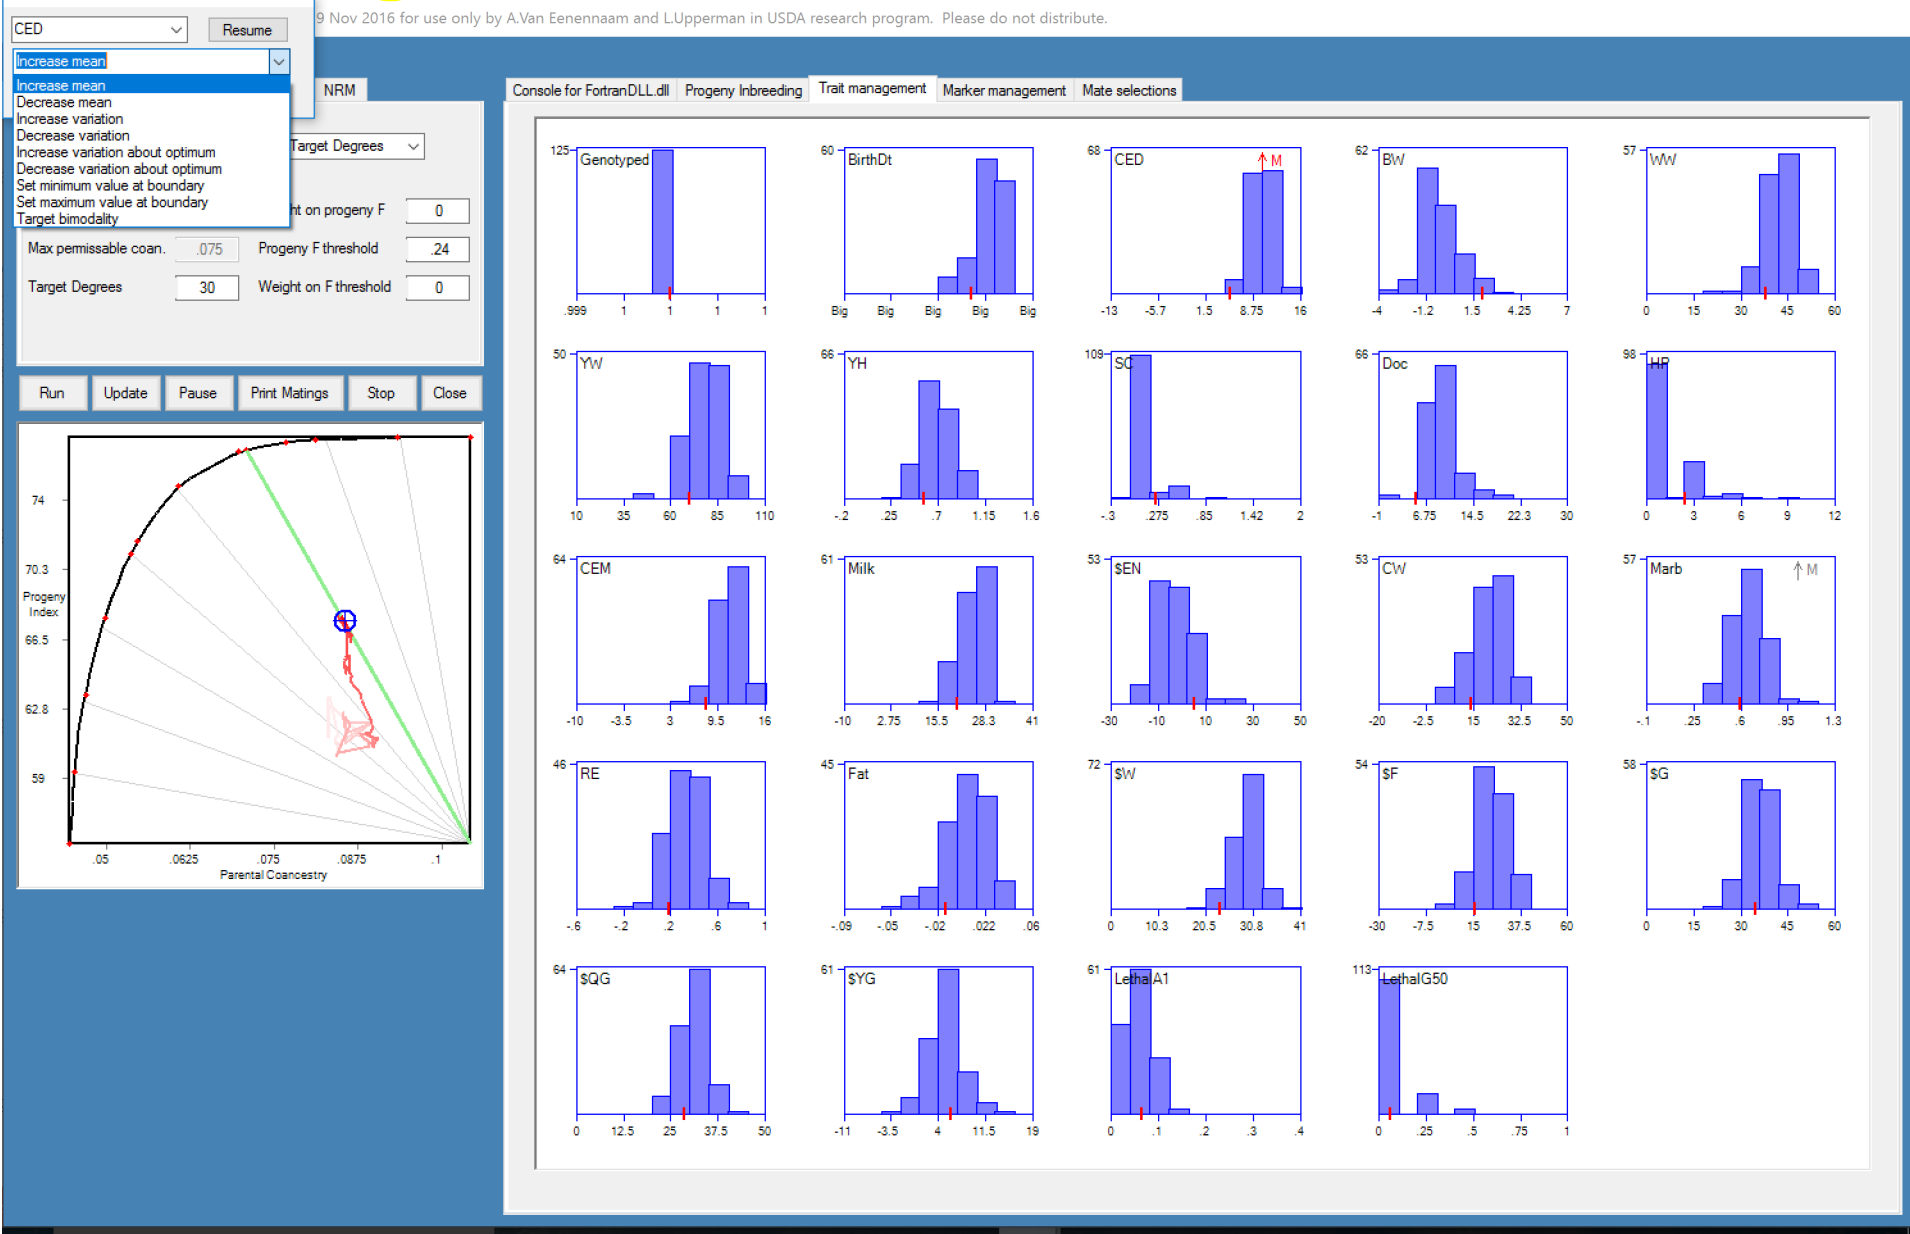 9 Nov 2016 for use only by A.Van Eenennaam and L.Upperman in USDA research program.  Please do not distribute.
CED
Resume
Increase mean
Increase mean
Decrease mean
Increase variation
Decrease variation
Increase variation about optimum
Decrease variation about optimum
Set minimum value at boundary
Set maximum value at boundary
Target bimodality
NRM
Target Degrees
ht on progeny F 0
Max permissable coan. .075 Progeny F threshold .24
Target Degrees 30 Weight on F threshold 0
Run Update Pause Print Matings Stop Close
74
70.3
Progeny
Index
66.5
62.8
59
.05 .0625 .075 .0875 .1
Parental Coancestry
Console for FortranDLL.dll Progeny Inbreeding Trait management Marker management Mate selections
125 Genotyped 60 BirthDt 68 CED M 62 BW 57 WW
.999 1 1 1 1 Big Big Big Big Big -13 -5.7 1.5 8.75 16 -4 -1.2 1.5 4.25 7 0 15 30 45 60
50 YW 66 YH 109 SC 66 Doc 98 HP
10 35 60 85 110 -.2 .25 .7 1.15 1.6 -.3 .275 .85 1.42 2 -1 6.75 14.5 22.3 30 0 3 6 9 12
64 CEM 61 Milk 53 $EN 53 CW 57 Marb M
-10 -3.5 3 9.5 16 -10 2.75 15.5 28.3 41 -30 -10 10 30 50 -20 -2.5 15 32.5 50 -.1 .25 .6 .95 1.3
46 RE 45 Fat 72 $W 54 $F 58 $G
-.6 -.2 .2 .6 1 -.09 -.05 -.02 .022 .06 0 10.3 20.5 30.8 41 -30 -7.5 15 37.5 60 0 15 30 45 60
64 $QG 61 $YG 61 LethalA1 113 LethalG50
0 12.5 25 37.5 50 -11 -3.5 4 11.5 19 0 .1 .2 .3 .4 0 .25 .5 .75 1